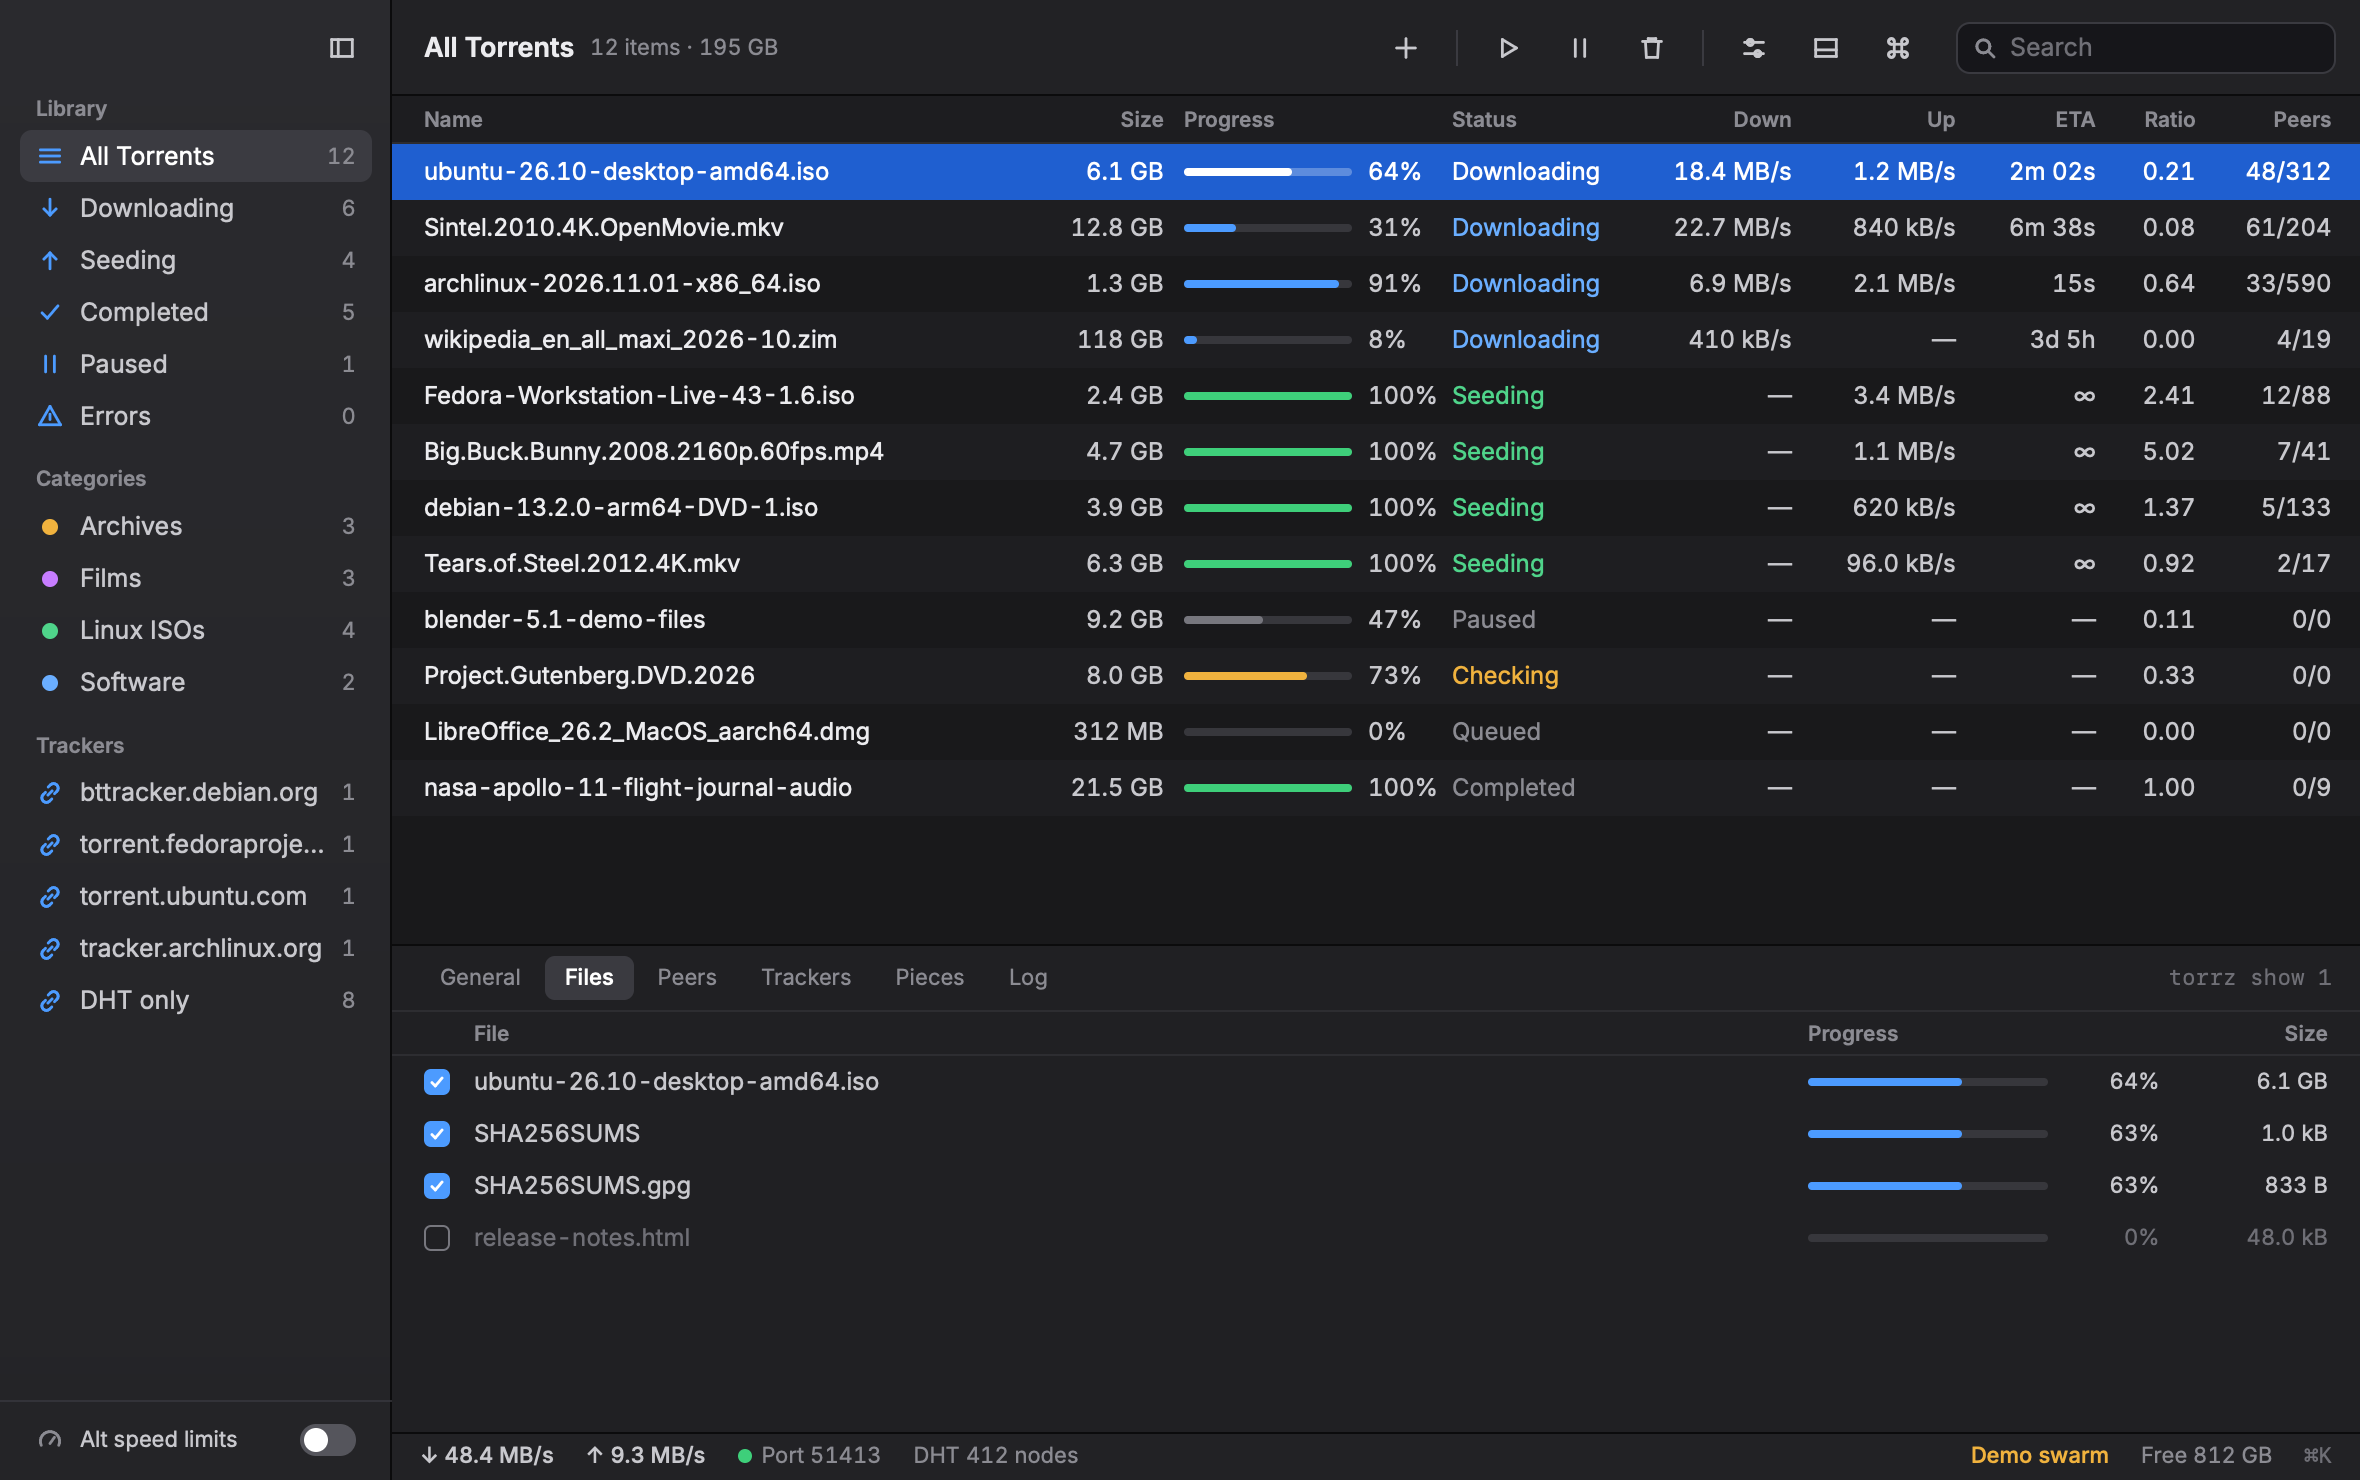 Library
All Torrents 12
Downloading 6
Seeding 4
Completed 5
Paused 1
Errors 0
Categories
Archives 3
Films 3
Linux ISOs 4
Software 2
Trackers
bttracker.debian.org 1
torrent.fedoraproje... 1
torrent.ubuntu.com 1
tracker.archlinux.org 1
DHT only 8
Alt speed limits
All Torrents 12 items · 195 GB
Search
Name Size Progress Status Down Up ETA Ratio Peers
ubuntu-26.10-desktop-amd64.iso 6.1 GB 64% Downloading 18.4 MB/s 1.2 MB/s 2m 02s 0.21 48/312
Sintel.2010.4K.OpenMovie.mkv 12.8 GB 31% Downloading 22.7 MB/s 840 kB/s 6m 38s 0.08 61/204
archlinux-2026.11.01-x86_64.iso 1.3 GB 91% Downloading 6.9 MB/s 2.1 MB/s 15s 0.64 33/590
wikipedia_en_all_maxi_2026-10.zim 118 GB 8% Downloading 410 kB/s — 3d 5h 0.00 4/19
Fedora-Workstation-Live-43-1.6.iso 2.4 GB 100% Seeding — 3.4 MB/s ∞ 2.41 12/88
Big.Buck.Bunny.2008.2160p.60fps.mp4 4.7 GB 100% Seeding — 1.1 MB/s ∞ 5.02 7/41
debian-13.2.0-arm64-DVD-1.iso 3.9 GB 100% Seeding — 620 kB/s ∞ 1.37 5/133
Tears.of.Steel.2012.4K.mkv 6.3 GB 100% Seeding — 96.0 kB/s ∞ 0.92 2/17
blender-5.1-demo-files 9.2 GB 47% Paused — — — 0.11 0/0
Project.Gutenberg.DVD.2026 8.0 GB 73% Checking — — — 0.33 0/0
LibreOffice_26.2_MacOS_aarch64.dmg 312 MB 0% Queued — — — 0.00 0/0
nasa-apollo-11-flight-journal-audio 21.5 GB 100% Completed — — — 1.00 0/9
General Files Peers Trackers Pieces Log torrz show 1
File Progress Size
ubuntu-26.10-desktop-amd64.iso 64% 6.1 GB
SHA256SUMS 63% 1.0 kB
SHA256SUMS.gpg 63% 833 B
release-notes.html 0% 48.0 kB
↓ 48.4 MB/s ↑ 9.3 MB/s Port 51413 DHT 412 nodes Demo swarm Free 812 GB ⌘K